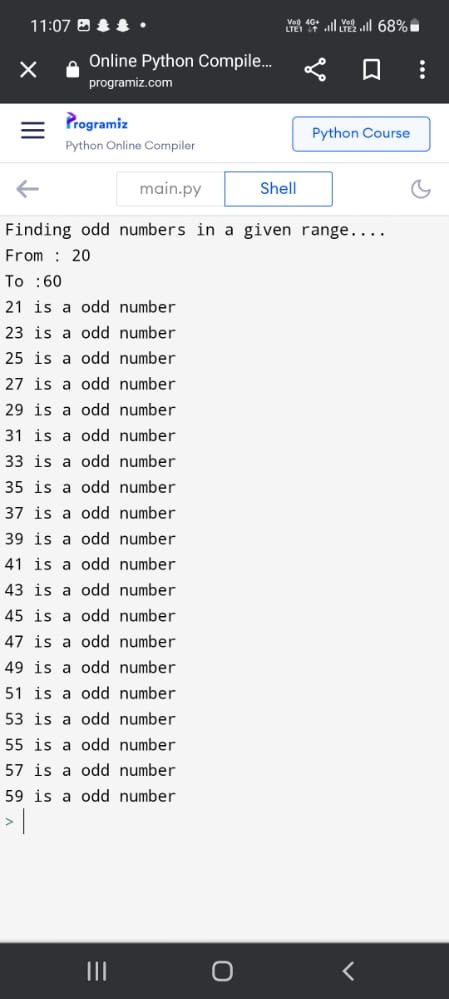 11:07
Vo) 4G+ LTE1 Vo) LTE2 68%
Online Python Compile...
programiz.com
Programiz
Python Online Compiler
Python Course
main.py
Shell
Finding odd numbers in a given range....
From : 20
To :60
21 is a odd number
23 is a odd number
25 is a odd number
27 is a odd number
29 is a odd number
31 is a odd number
33 is a odd number
35 is a odd number
37 is a odd number
39 is a odd number
41 is a odd number
43 is a odd number
45 is a odd number
47 is a odd number
49 is a odd number
51 is a odd number
53 is a odd number
55 is a odd number
57 is a odd number
59 is a odd number
>